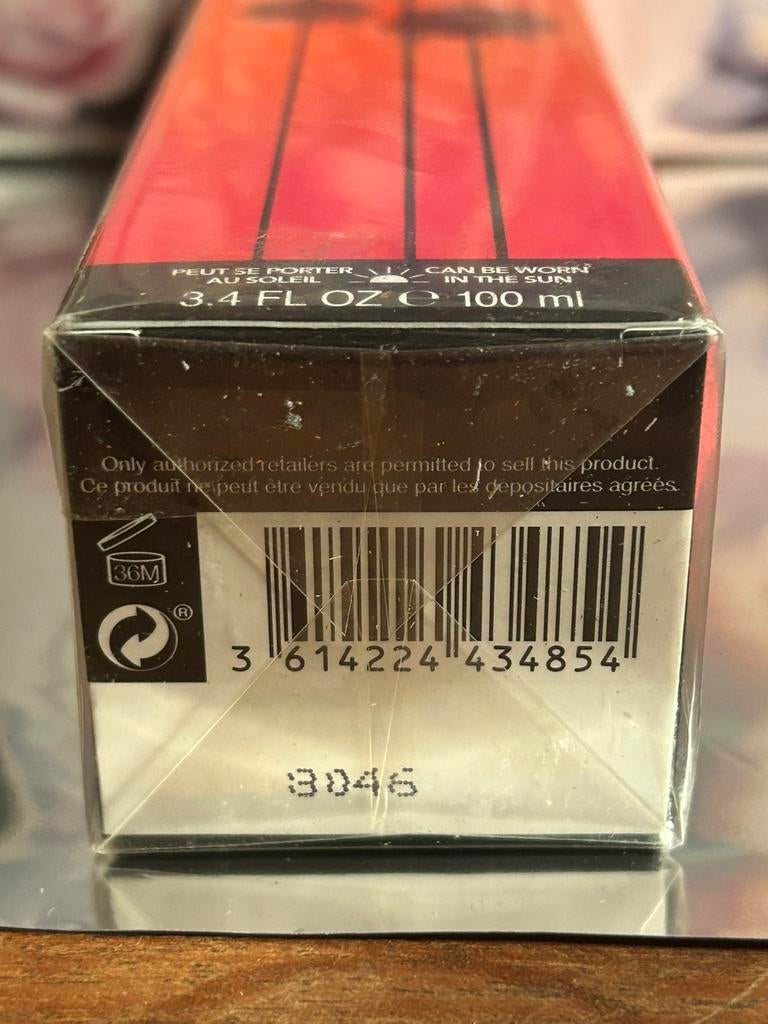 PEUT SE PORTER
AU SOLEIL
CAN BE WORN
IN THE SUN
3.4 FL OZ ℮ 100 ml
Only authorized retailers are permitted to sell this product.
Ce produit ne peut être vendu que par les dépositaires agréés.
36M
®
3 614224 434854
8046